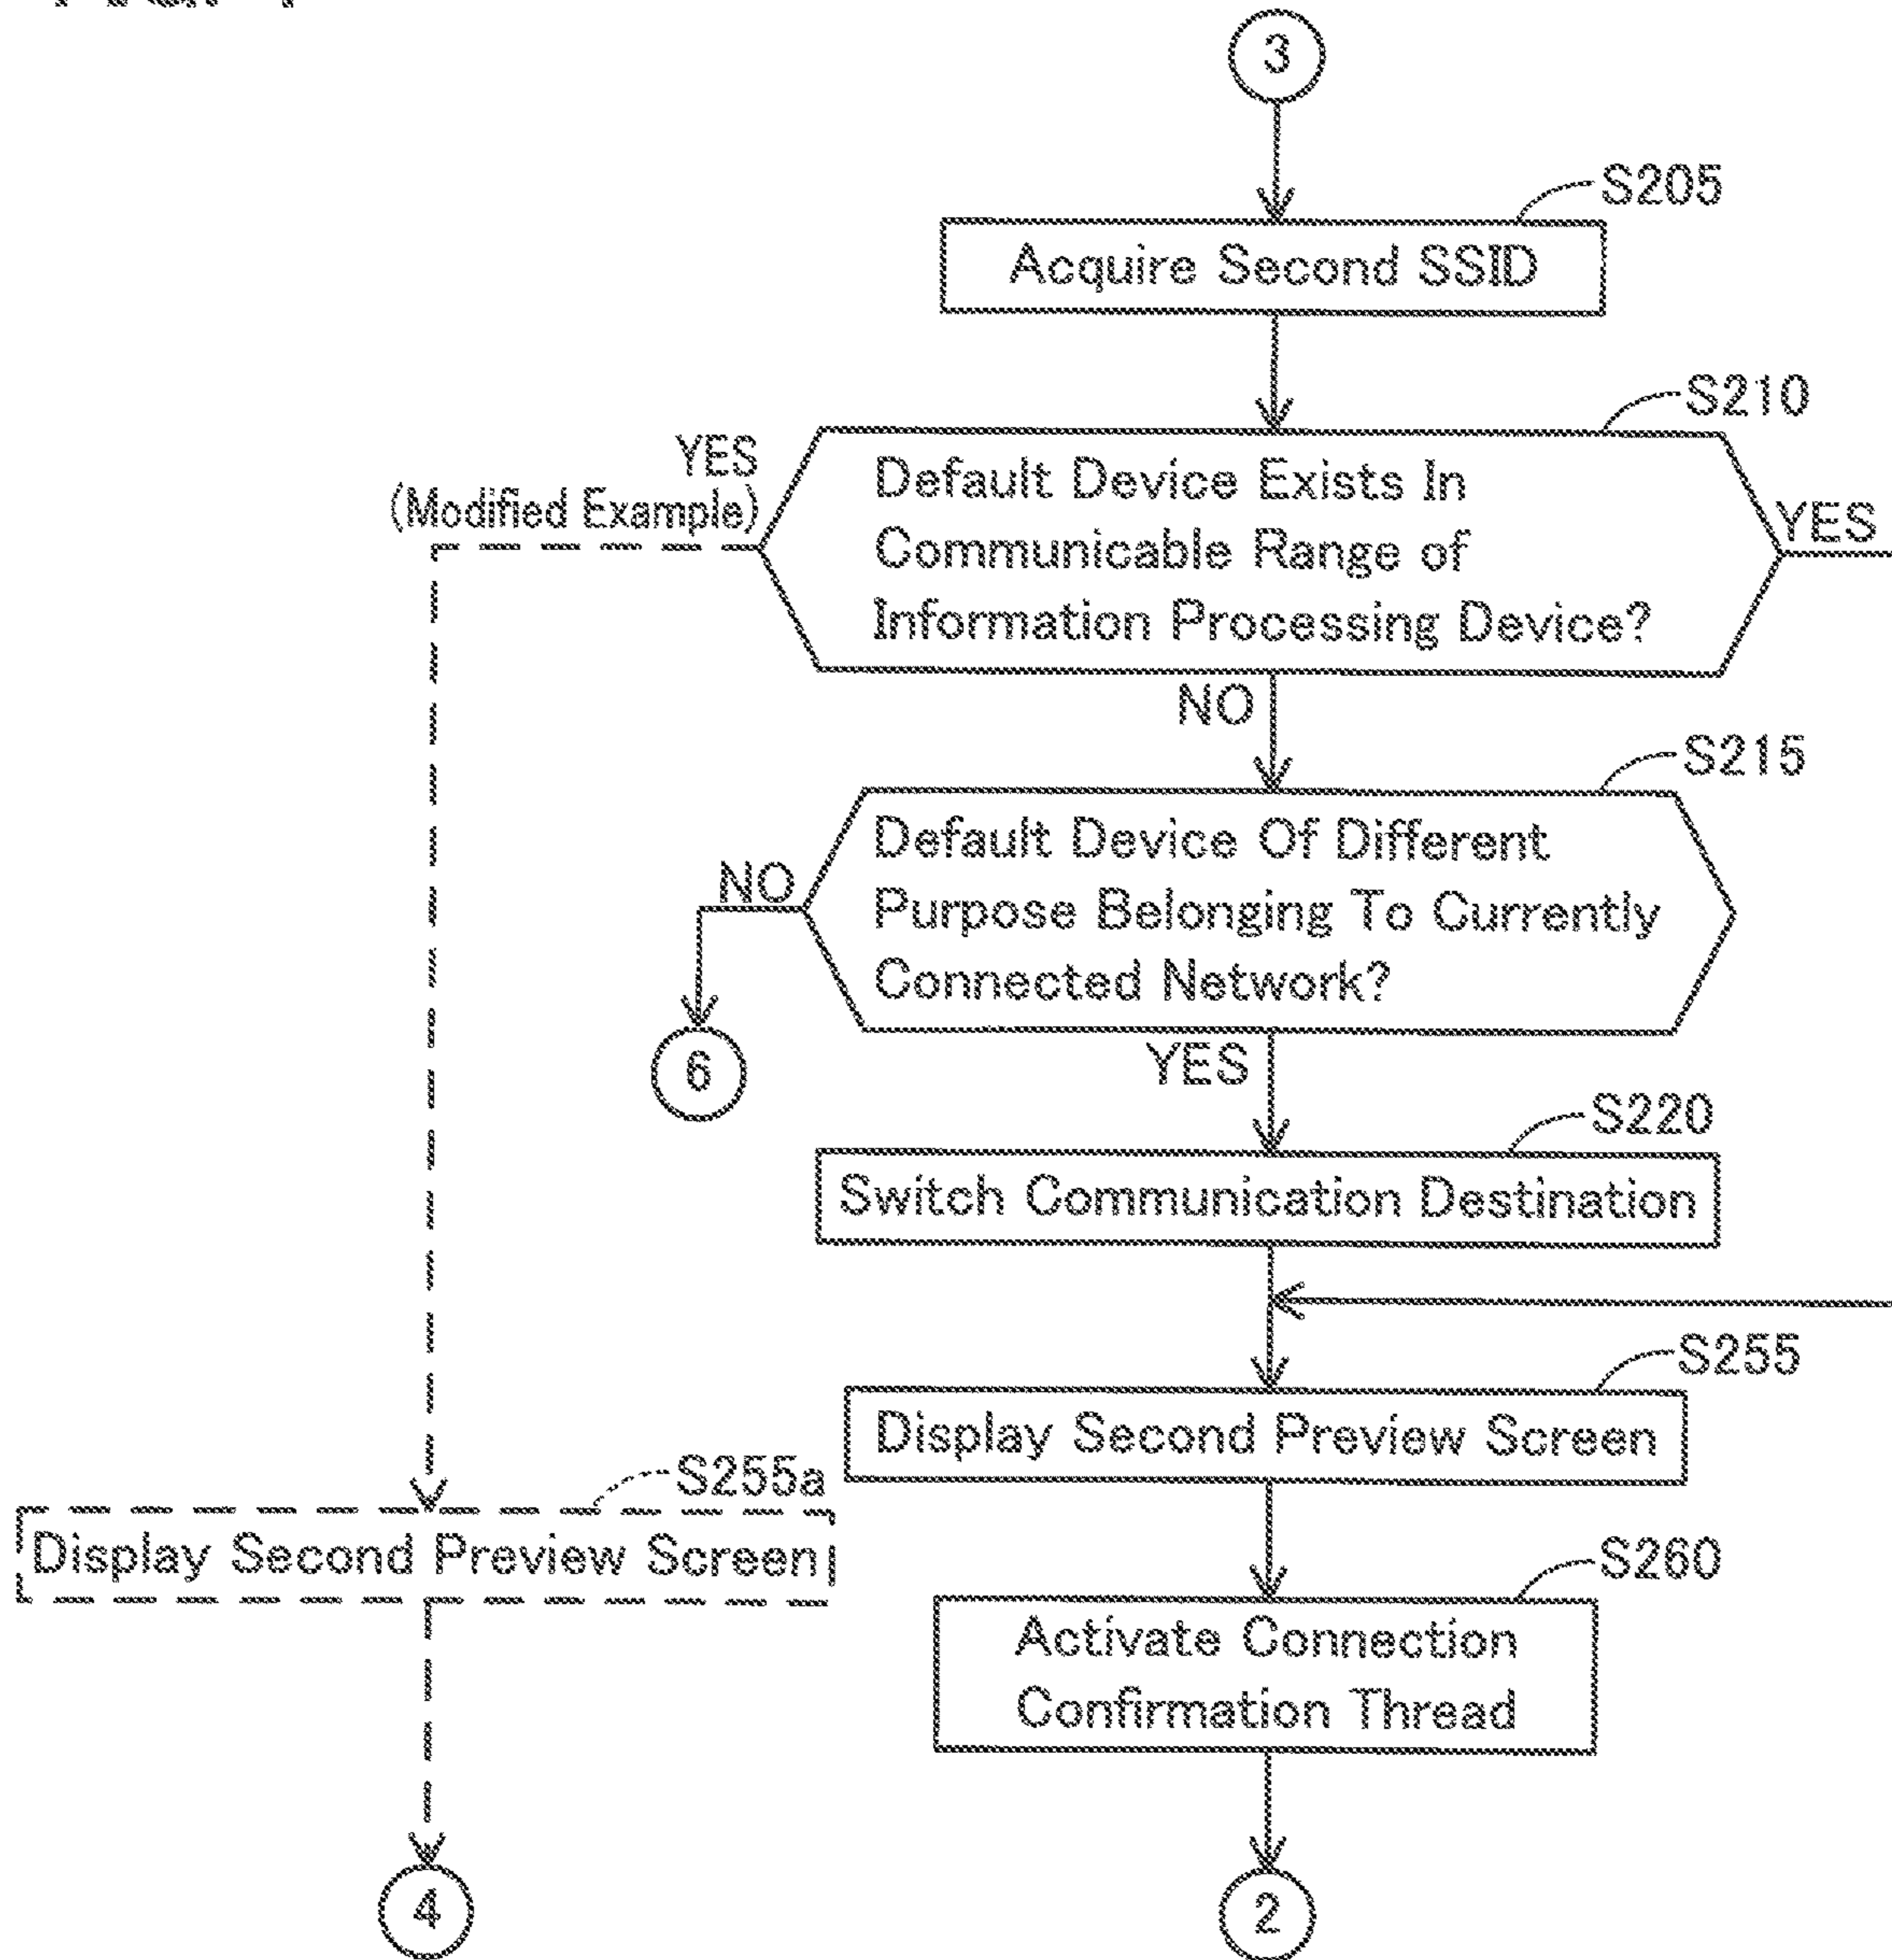 3
S205
Acquire Second SSID
S210
YES
(Modified Example)
Default Device Exists In
Communicable Range of
Information Processing Device?
YES
NO
S215
Default Device Of Different
Purpose Belonging To Currently
Connected Network?
NO
6
YES
S220
Switch Communication Destination
S255
Display Second Preview Screen
S255a
Display Second Preview Screen
S260
Activate Connection
Confirmation Thread
4
2